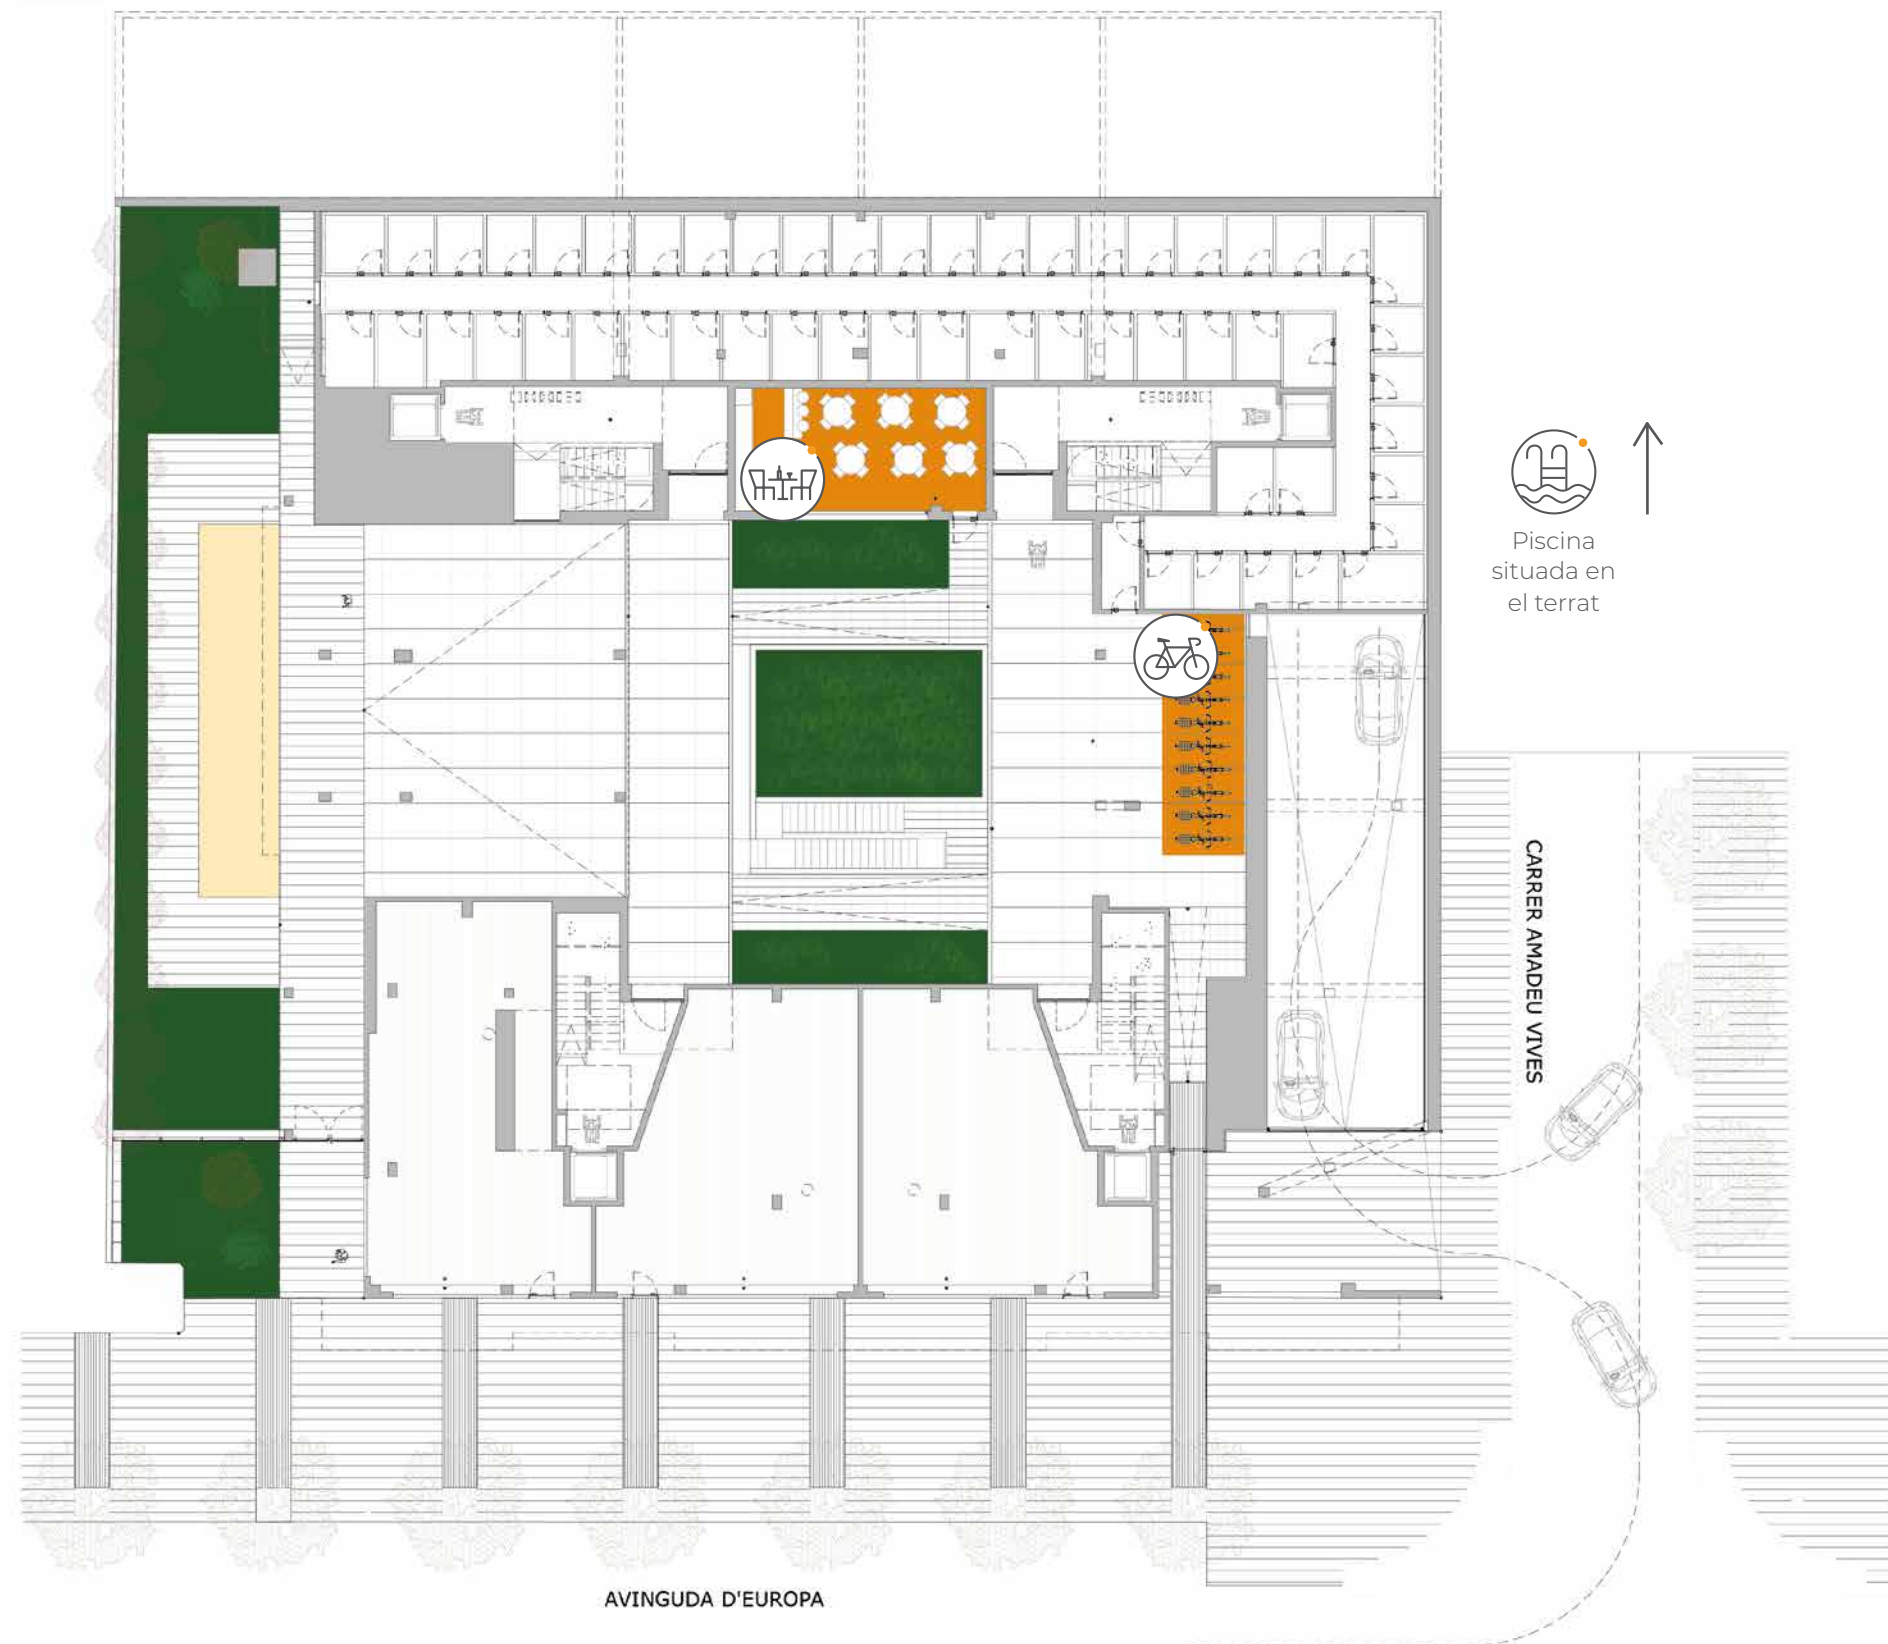 Piscina
situada en
el terrat
CARRER AMADEU VIVES
AVINGUDA D'EUROPA